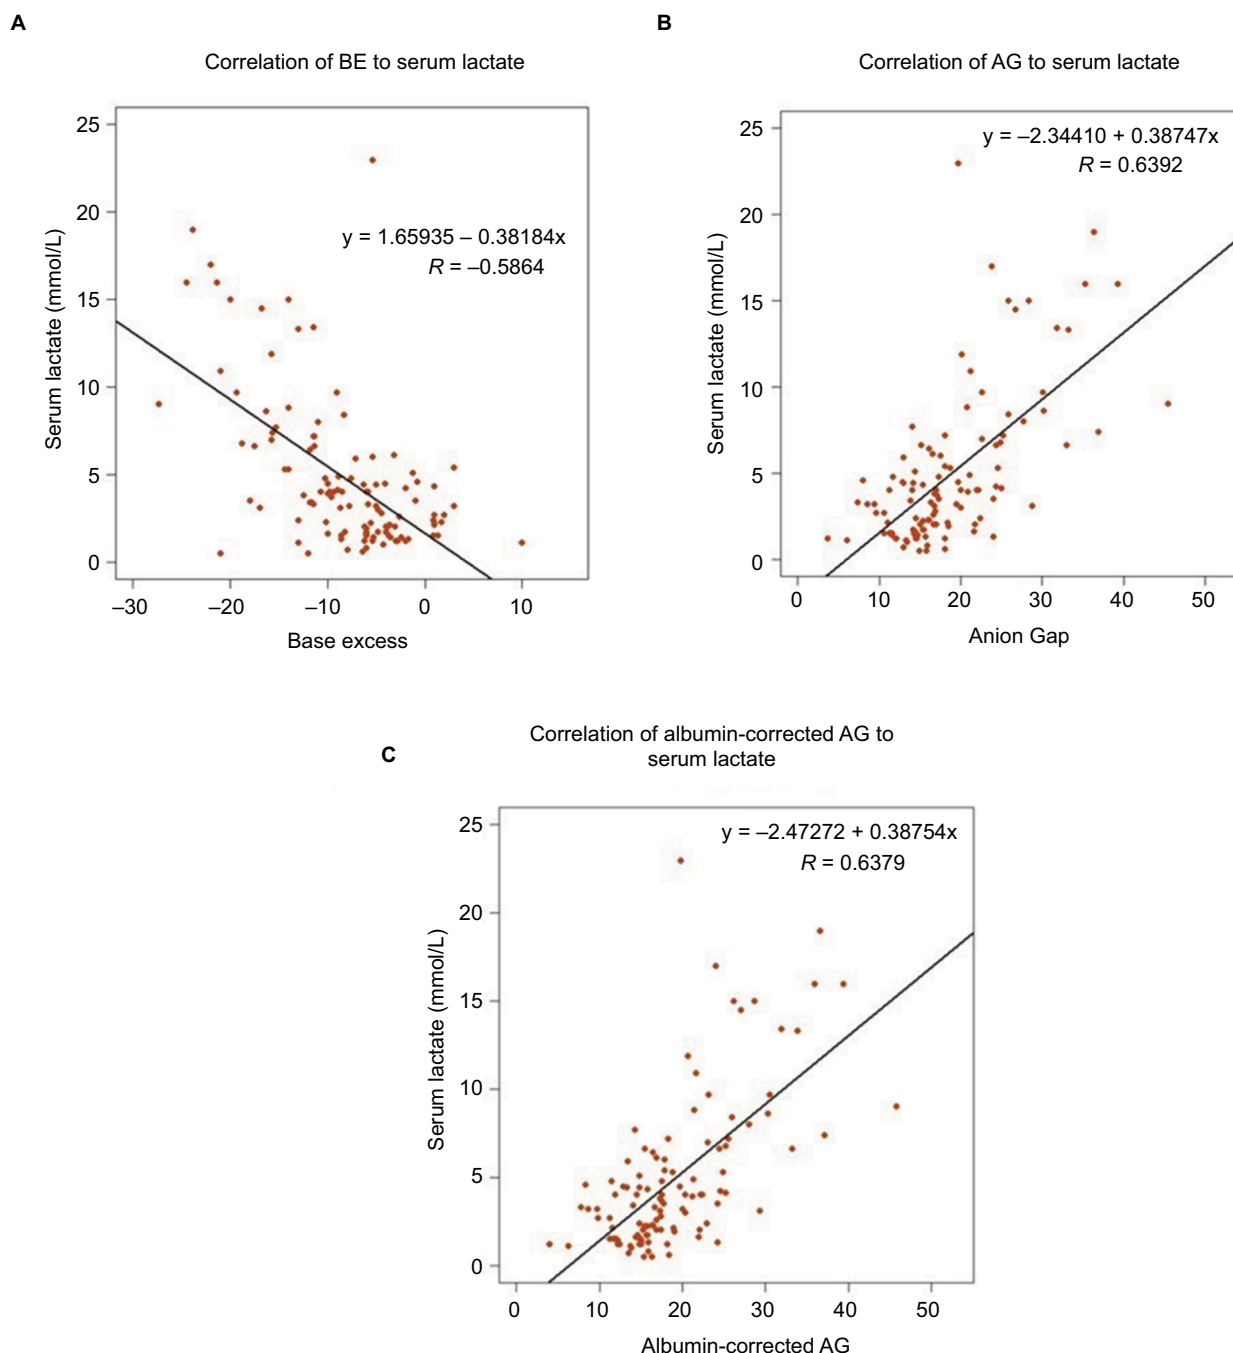 A
Correlation of BE to serum lactate
25
20
15
10
5
0
Serum lactate (mmol/L)
y = 1.65935 – 0.38184x
R = –0.5864
–30
–20
–10
0
10
Base excess
B
Correlation of AG to serum lactate
25
20
15
10
5
0
Serum lactate (mmol/L)
y = –2.34410 + 0.38747x
R = 0.6392
0
10
20
30
40
50
Anion Gap
C
Correlation of albumin-corrected AG to
serum lactate
25
20
15
10
5
0
Serum lactate (mmol/L)
y = –2.47272 + 0.38754x
R = 0.6379
0
10
20
30
40
50
Albumin-corrected AG